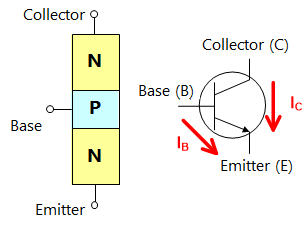 Collector
N
P
Base
N
Emitter
Collector (C)
Base (B)
IC
IB
Emitter (E)